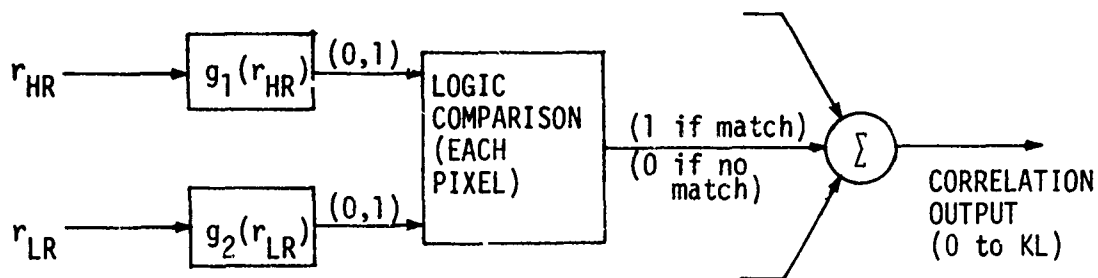 r_HR
g_1(r_HR)
(0,1)
LOGIC
COMPARISON
(EACH
PIXEL)
r_LR
g_2(r_LR)
(0,1)
(1 if match)
(0 if no
match)
Σ
CORRELATION
OUTPUT
(0 to KL)